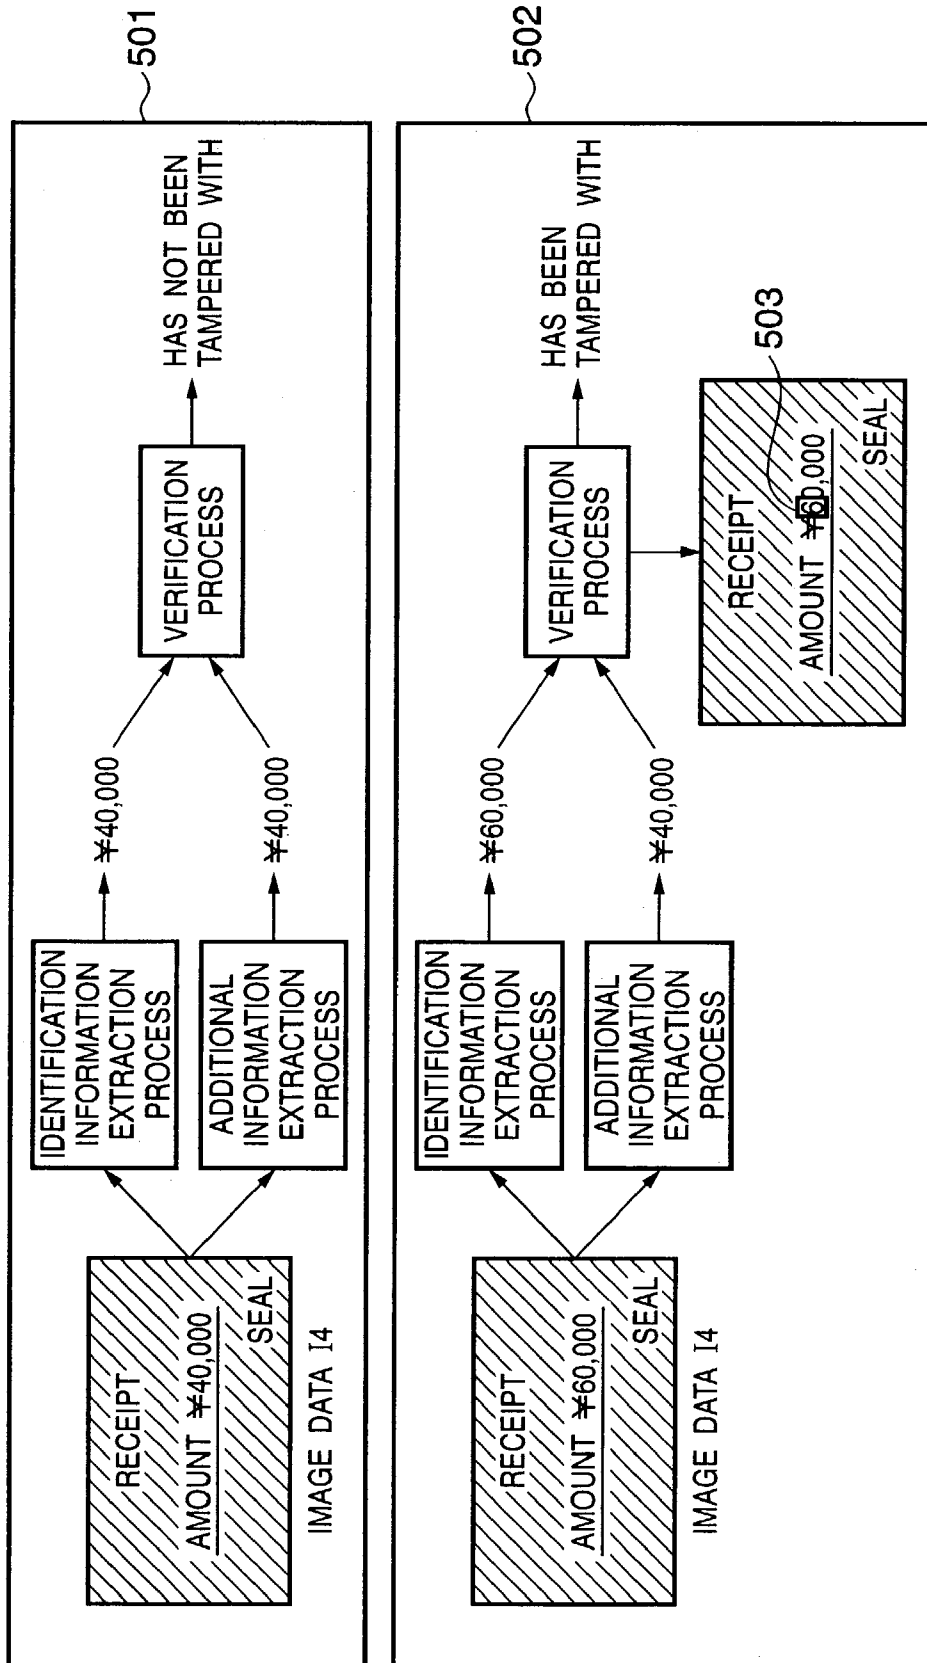 501
RECEIPT
AMOUNT ¥40,000
SEAL
IMAGE DATA I4
IDENTIFICATION
INFORMATION
EXTRACTION
PROCESS
¥40,000
ADDITIONAL
INFORMATION
EXTRACTION
PROCESS
¥40,000
VERIFICATION
PROCESS
HAS NOT BEEN
TAMPERED WITH
502
RECEIPT
AMOUNT ¥60,000
SEAL
IMAGE DATA I4
IDENTIFICATION
INFORMATION
EXTRACTION
PROCESS
¥60,000
ADDITIONAL
INFORMATION
EXTRACTION
PROCESS
¥40,000
VERIFICATION
PROCESS
HAS BEEN
TAMPERED WITH
503
RECEIPT
AMOUNT ¥60,000
SEAL